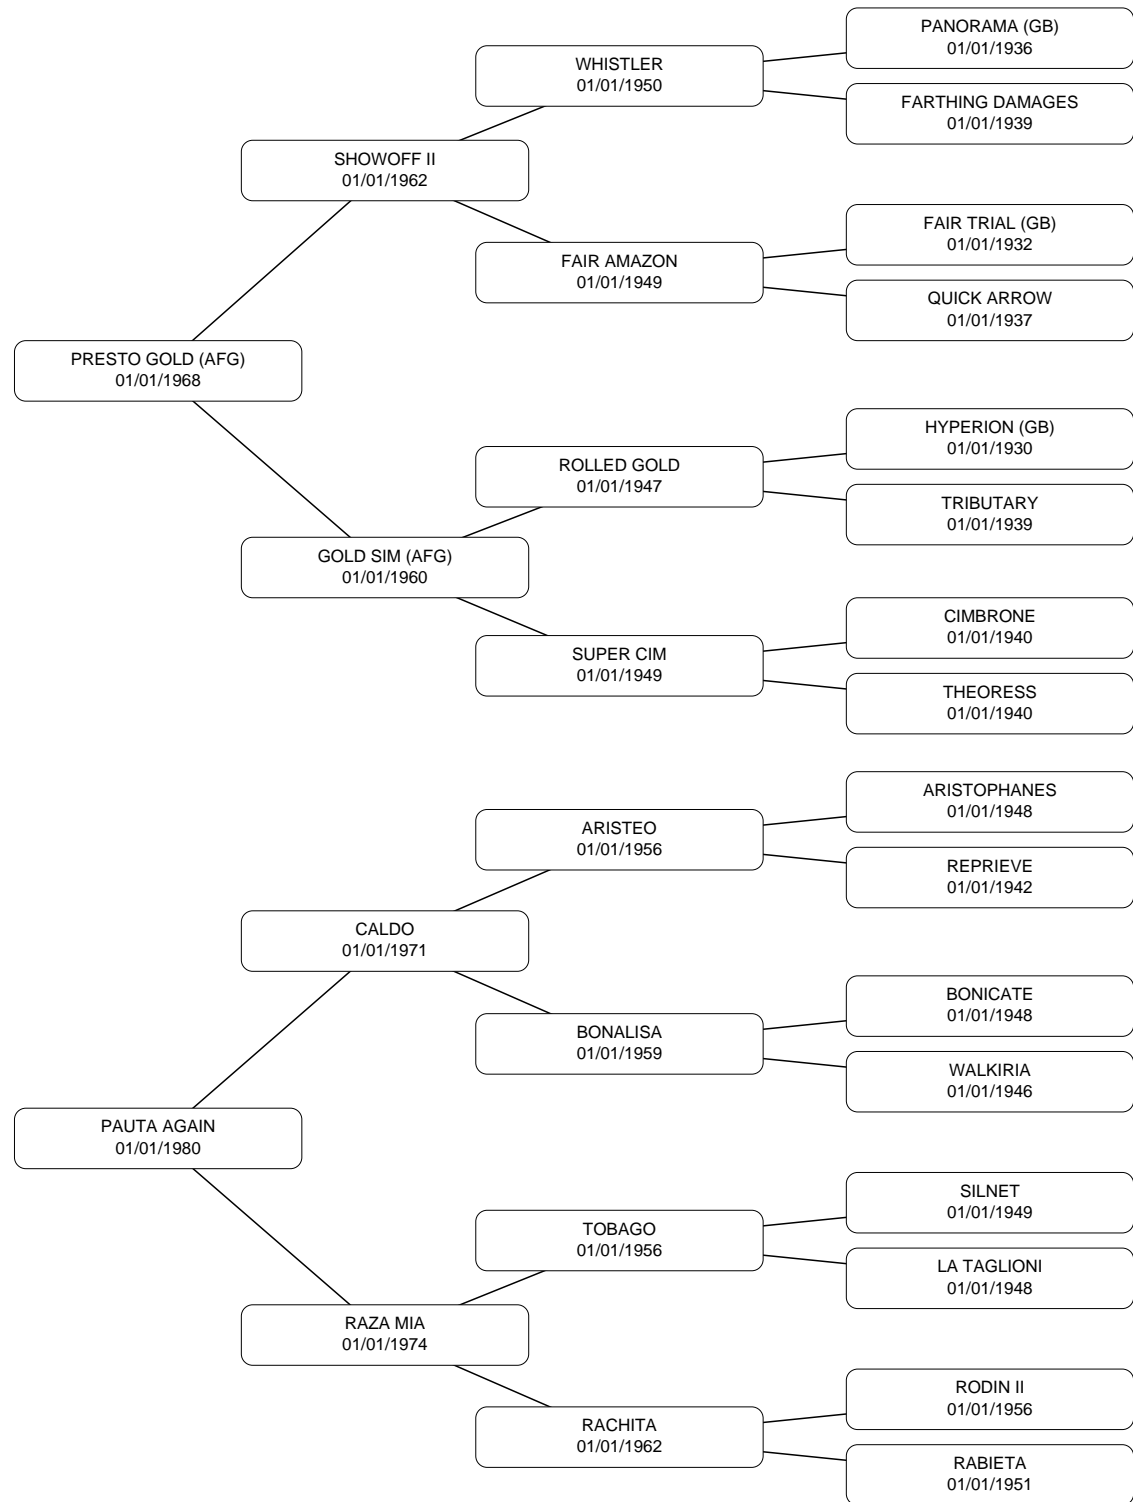 PANORAMA (GB)
01/01/1936
WHISTLER
01/01/1950
FARTHING DAMAGES
01/01/1939
SHOWOFF II
01/01/1962
FAIR TRIAL (GB)
01/01/1932
FAIR AMAZON
01/01/1949
QUICK ARROW
01/01/1937
PRESTO GOLD (AFG)
01/01/1968
HYPERION (GB)
01/01/1930
ROLLED GOLD
01/01/1947
TRIBUTARY
01/01/1939
GOLD SIM (AFG)
01/01/1960
CIMBRONE
01/01/1940
SUPER CIM
01/01/1949
THEORESS
01/01/1940
ARISTOPHANES
01/01/1948
ARISTEO
01/01/1956
REPRIEVE
01/01/1942
CALDO
01/01/1971
BONICATE
01/01/1948
BONALISA
01/01/1959
WALKIRIA
01/01/1946
PAUTA AGAIN
01/01/1980
SILNET
01/01/1949
TOBAGO
01/01/1956
LA TAGLIONI
01/01/1948
RAZA MIA
01/01/1974
RODIN II
01/01/1956
RACHITA
01/01/1962
RABIETA
01/01/1951